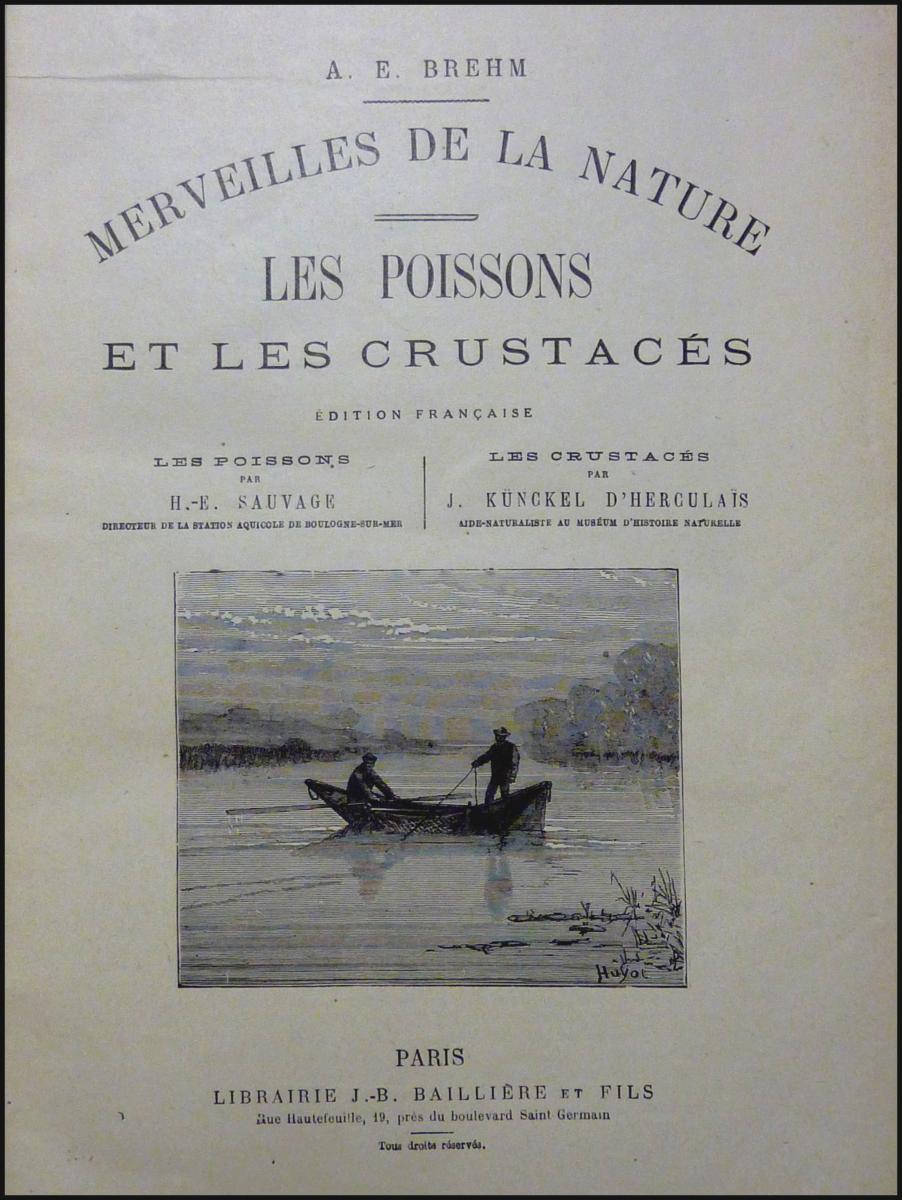 A. E. BREHM
MERVEILLES DE LA NATURE
LES POISSONS
ET LES CRUSTACÉS
ÉDITION FRANÇAISE
LES POISSONS
PAR
H.-E. SAUVAGE
DIRECTEUR DE LA STATION AQUICOLE DE BOULOGNE-SUR-MER
LES CRUSTACÉS
PAR
J. KÜNCKEL D'HERCULAÏS
AIDE-NATURALISTE AU MUSÉUM D'HISTOIRE NATURELLE
Huyot
PARIS
LIBRAIRIE J.-B. BAILLIÈRE ET FILS
Rue Hautefeuille, 19, près du boulevard Saint Germain
Tous droits réservés.